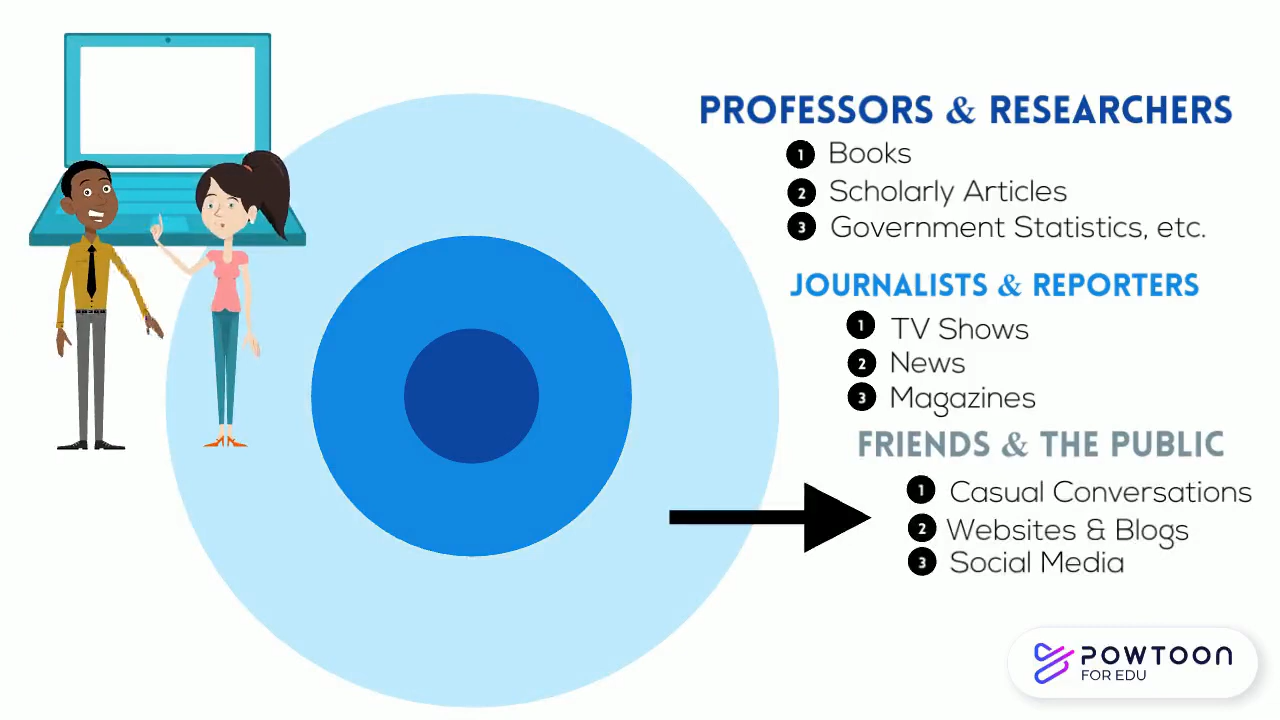 PROFESSORS & RESEARCHERS
1 Books
2 Scholarly Articles
3 Government Statistics, etc.
JOURNALISTS & REPORTERS
1 TV Shows
2 News
3 Magazines
FRIENDS & THE PUBLIC
1 Casual Conversations
2 Websites & Blogs
3 Social Media
POWTOON
FOR EDU